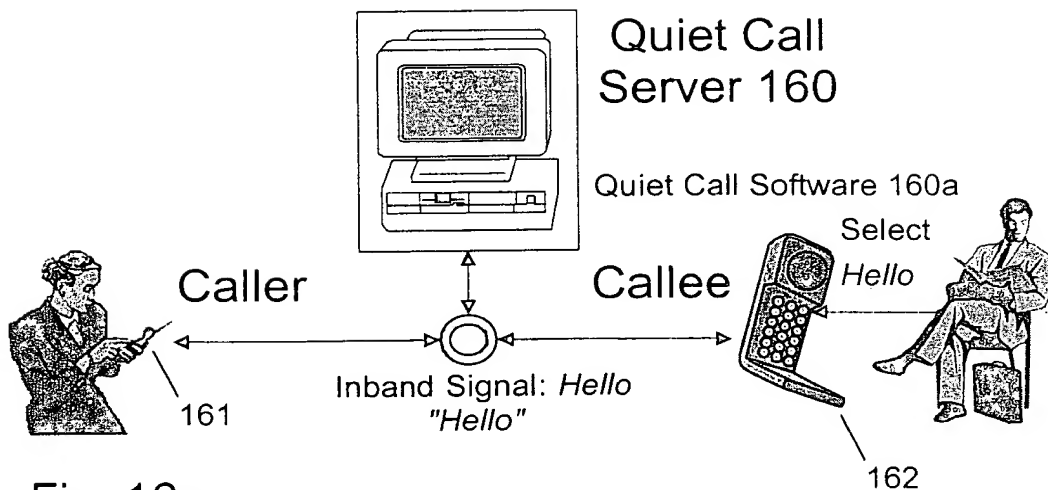 Quiet Call
Server 160
Quiet Call Software 160a
Select
Hello
Caller
Callee
Inband Signal: Hello
"Hello"
161
162